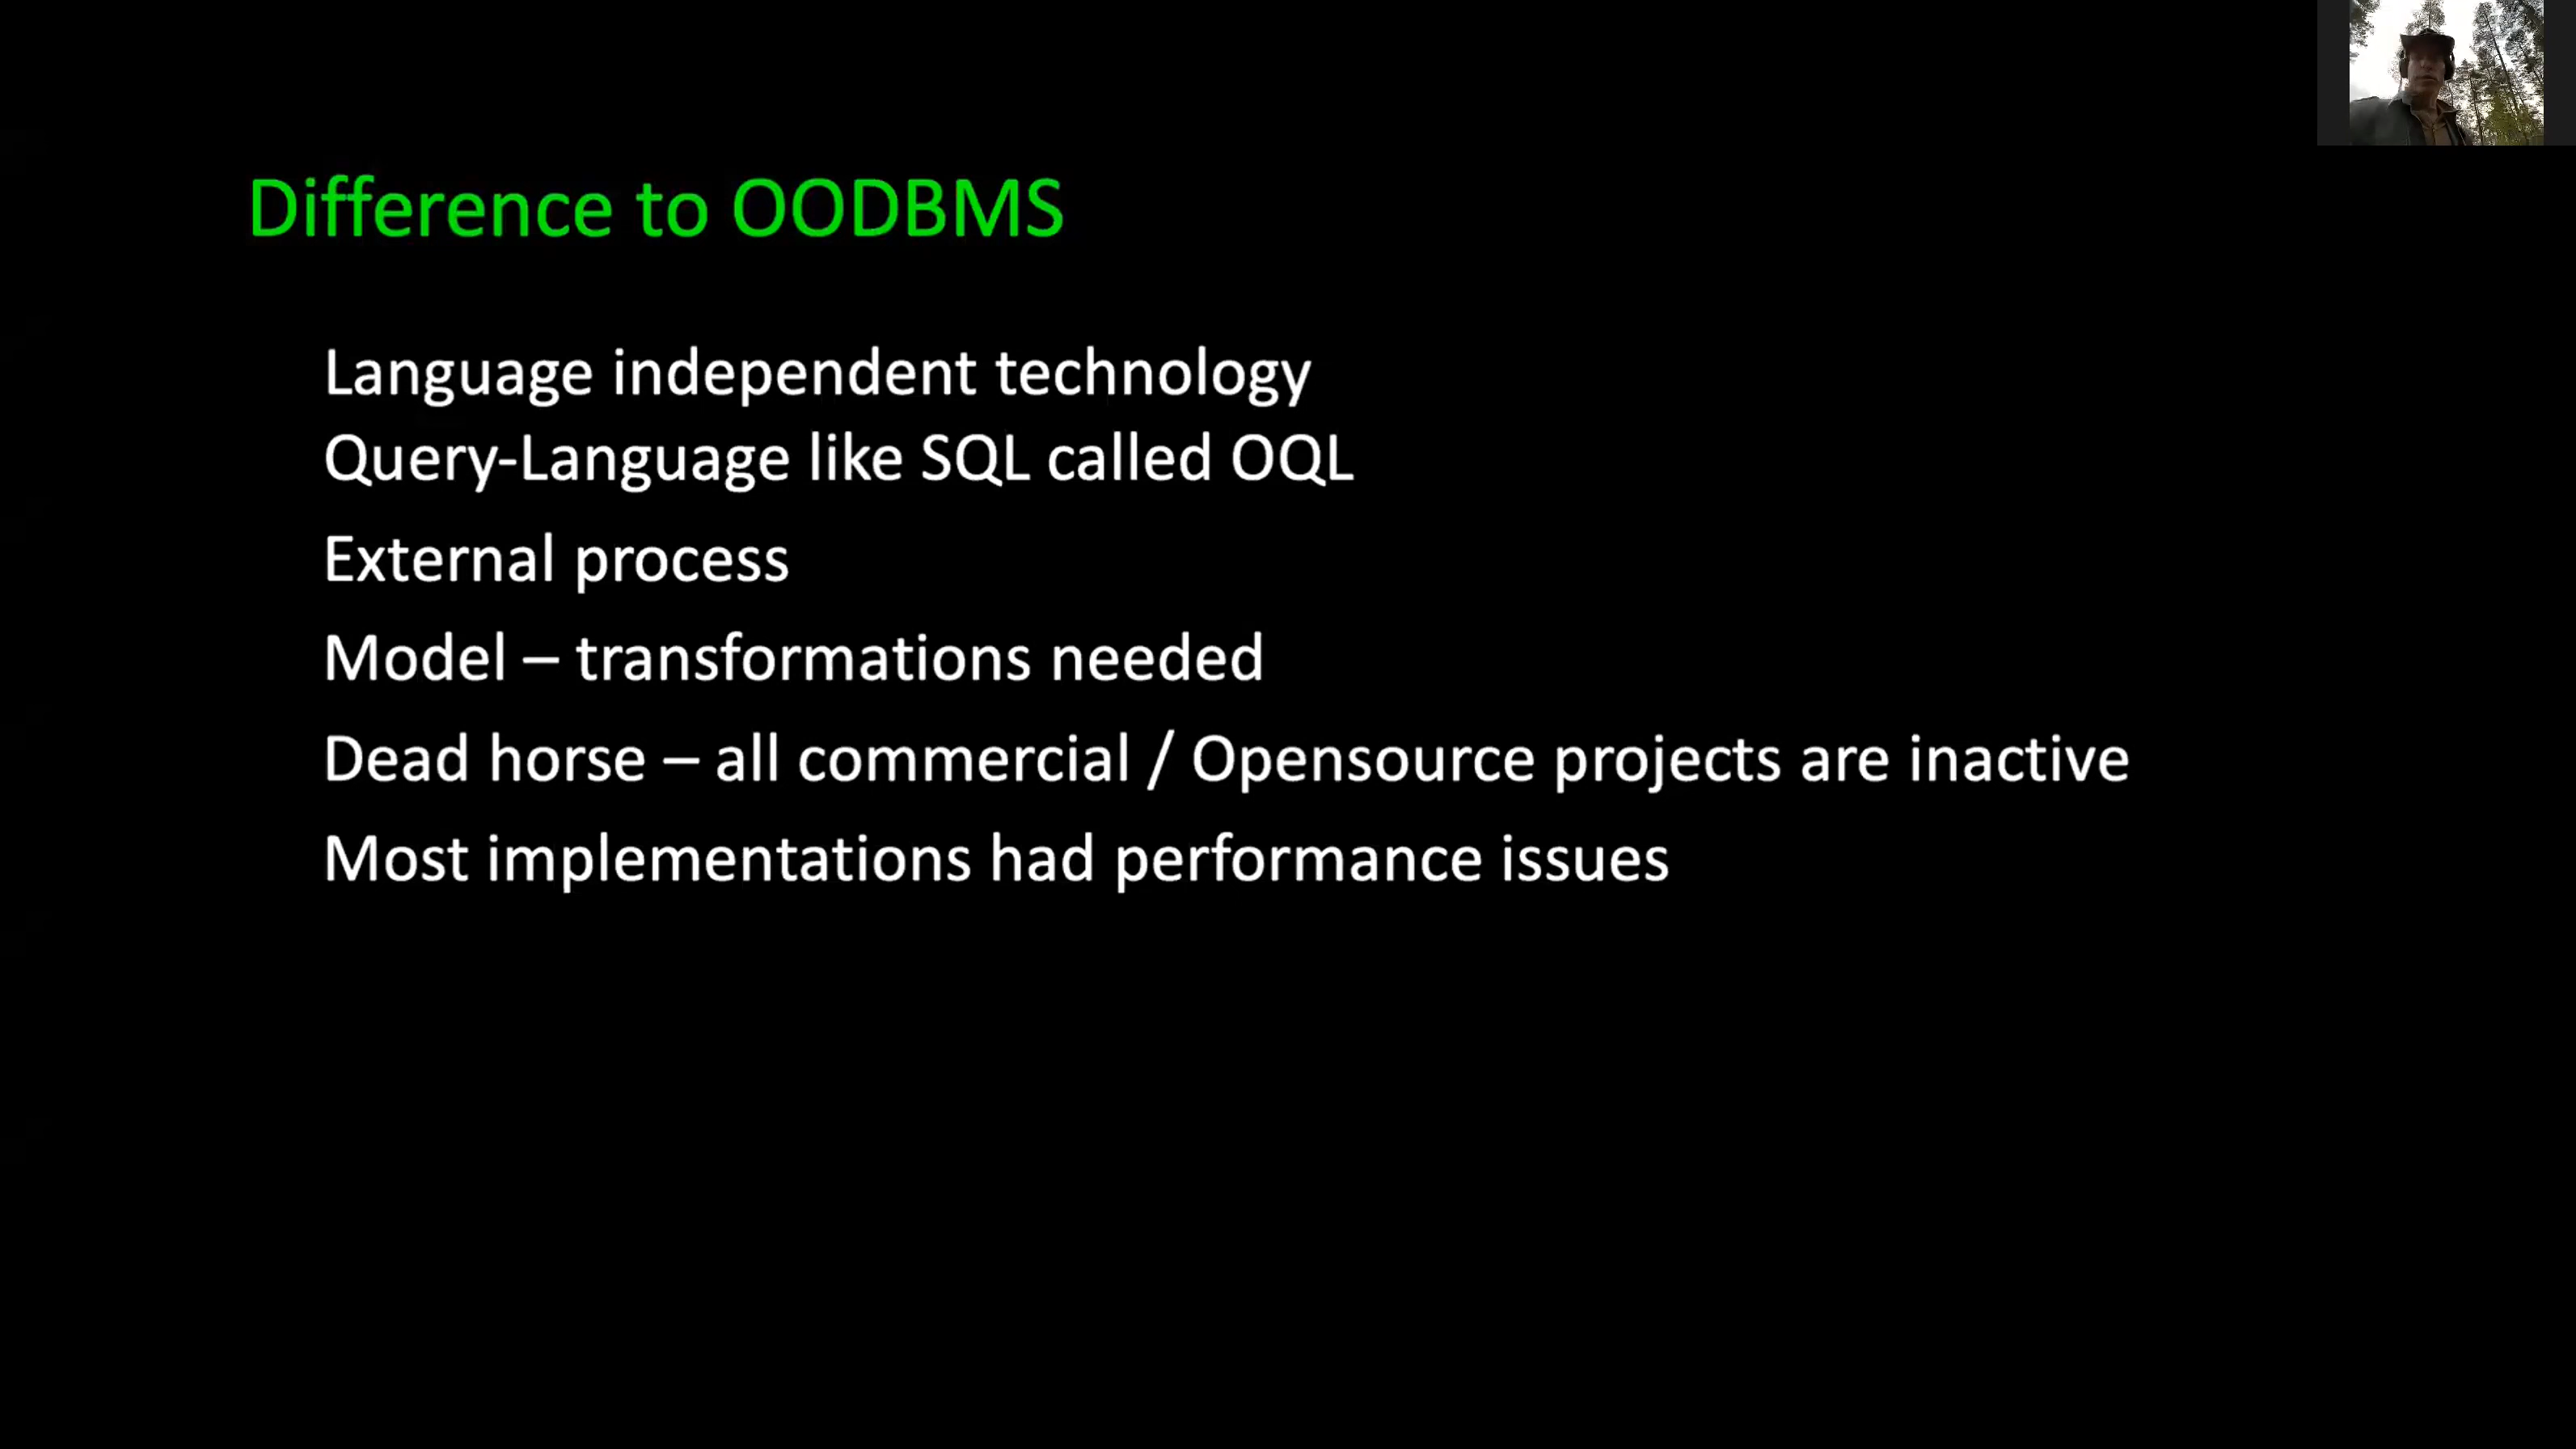 Difference to OODBMS
Language independent technology
Query-Language like SQL called OQL
External process
Model – transformations needed
Dead horse – all commercial / Opensource projects are inactive
Most implementations had performance issues